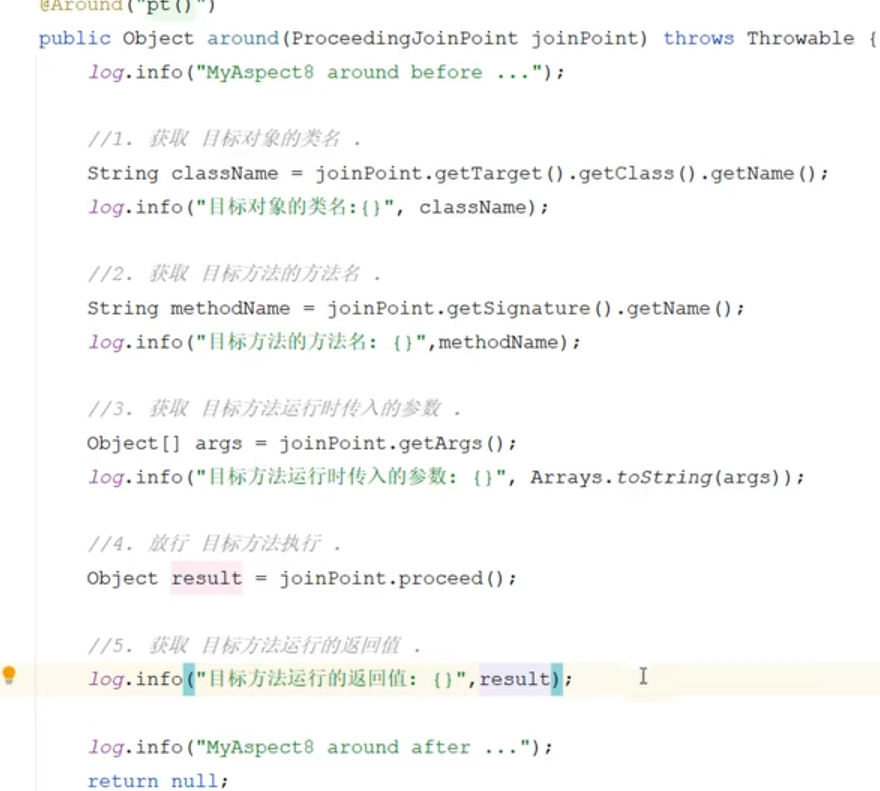 @Around("pt()")
public Object around(ProceedingJoinPoint joinPoint) throws Throwable {
log.info("MyAspect8 around before ...");
//1. 获取 目标对象的类名 .
String className = joinPoint.getTarget().getClass().getName();
log.info("目标对象的类名:{}", className);
//2. 获取 目标方法的方法名 .
String methodName = joinPoint.getSignature().getName();
log.info("目标方法的方法名: {}",methodName);
//3. 获取 目标方法运行时传入的参数 .
Object[] args = joinPoint.getArgs();
log.info("目标方法运行时传入的参数: {}", Arrays.toString(args));
//4. 放行 目标方法执行 .
Object result = joinPoint.proceed();
//5. 获取 目标方法运行的返回值 .
log.info("目标方法运行的返回值: {}",result);
log.info("MyAspect8 around after ...");
return null;